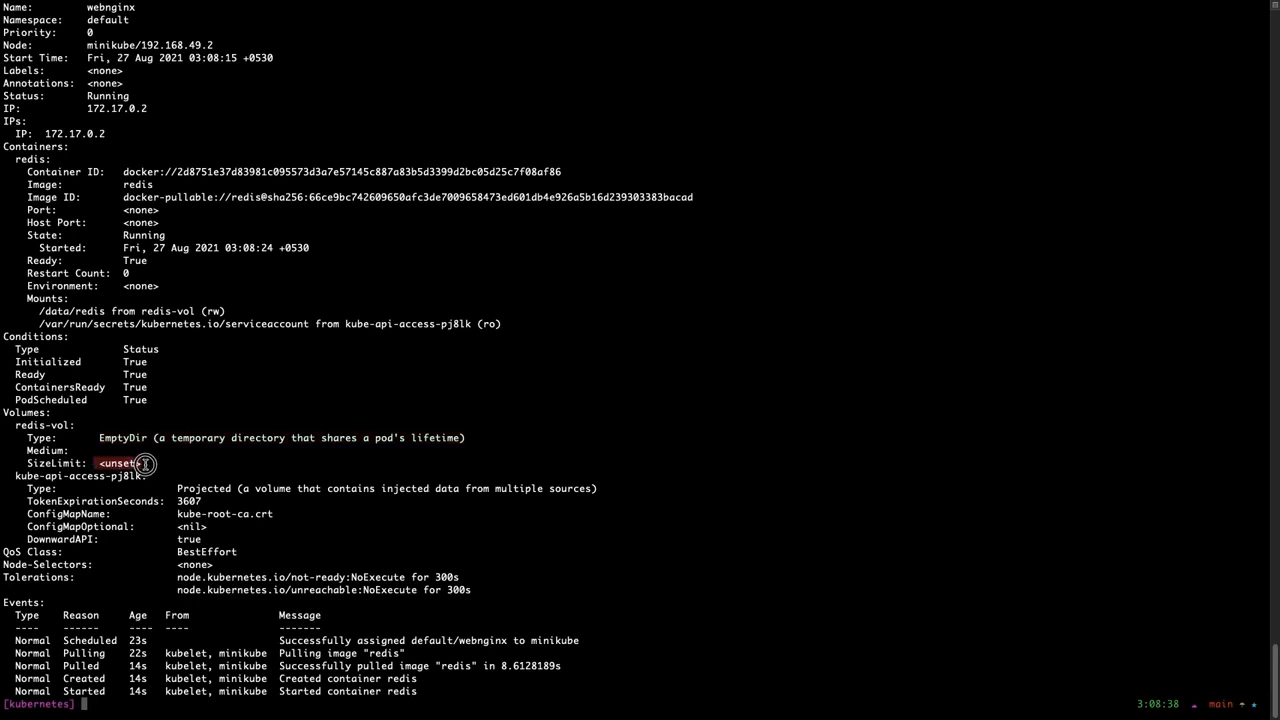 Name:         webnginx
Namespace:    default
Priority:     0
Node:         minikube/192.168.49.2
Start Time:   Fri, 27 Aug 2021 03:08:15 +0530
Labels:       <none>
Annotations:  <none>
Status:       Running
IP:           172.17.0.2
IPs:
  IP:  172.17.0.2
Containers:
  redis:
    Container ID:   docker://2d8751e37d83981c095573d3a7e57145c887a83b5d3399d2bc05d25c7f08af86
    Image:          redis
    Image ID:       docker-pullable://redis@sha256:66ce9bc742609650afc3de7009658473ed601db4e926a5b16d239303383bacad
    Port:           <none>
    Host Port:      <none>
    State:          Running
      Started:      Fri, 27 Aug 2021 03:08:24 +0530
    Ready:          True
    Restart Count:  0
    Environment:    <none>
    Mounts:
      /data/redis from redis-vol (rw)
      /var/run/secrets/kubernetes.io/serviceaccount from kube-api-access-pj8lk (ro)
Conditions:
  Type              Status
  Initialized       True
  Ready             True
  ContainersReady   True
  PodScheduled      True
Volumes:
  redis-vol:
    Type:       EmptyDir (a temporary directory that shares a pod's lifetime)
    Medium:
    SizeLimit:  <unset>
  kube-api-access-pj8lk:
    Type:                    Projected (a volume that contains injected data from multiple sources)
    TokenExpirationSeconds:  3607
    ConfigMapName:           kube-root-ca.crt
    ConfigMapOptional:       <nil>
    DownwardAPI:             true
QoS Class:                   BestEffort
Node-Selectors:              <none>
Tolerations:                 node.kubernetes.io/not-ready:NoExecute for 300s
                             node.kubernetes.io/unreachable:NoExecute for 300s
Events:
  Type    Reason     Age   From               Message
  ----    ------     ----  ----               -------
  Normal  Scheduled  23s                      Successfully assigned default/webnginx to minikube
  Normal  Pulling    22s   kubelet, minikube  Pulling image "redis"
  Normal  Pulled     14s   kubelet, minikube  Successfully pulled image "redis" in 8.6128189s
  Normal  Created    14s   kubelet, minikube  Created container redis
  Normal  Started    14s   kubelet, minikube  Started container redis
[kubernetes] 3:08:38 main